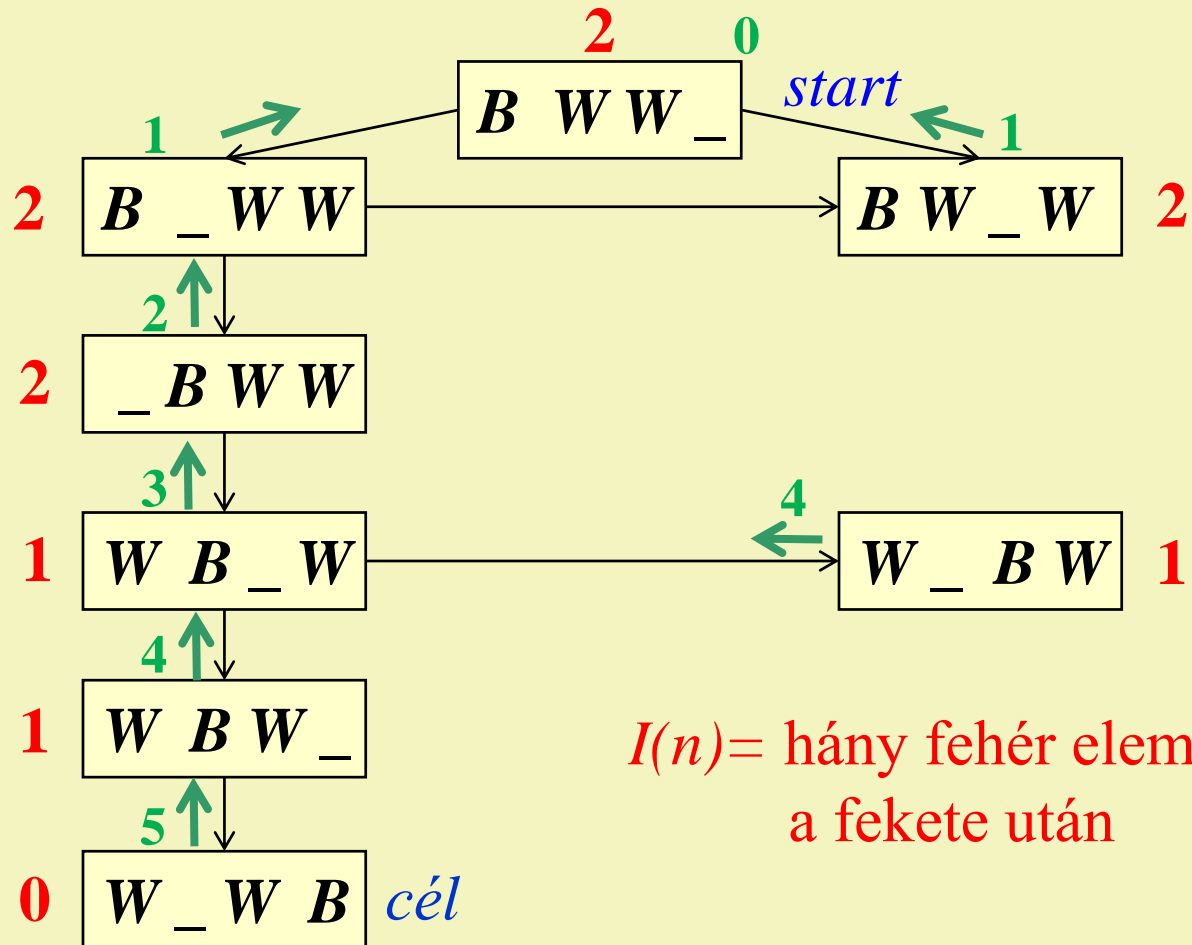 2 0
B W W _ start
1 1
2 B _ W W B W _ W 2
2
2 _ B W W
3 4
1 W B _ W W _ B W 1
4
1 W B W _
I(n)= hány fehér elem
a fekete után
5
0 W _ W B cél